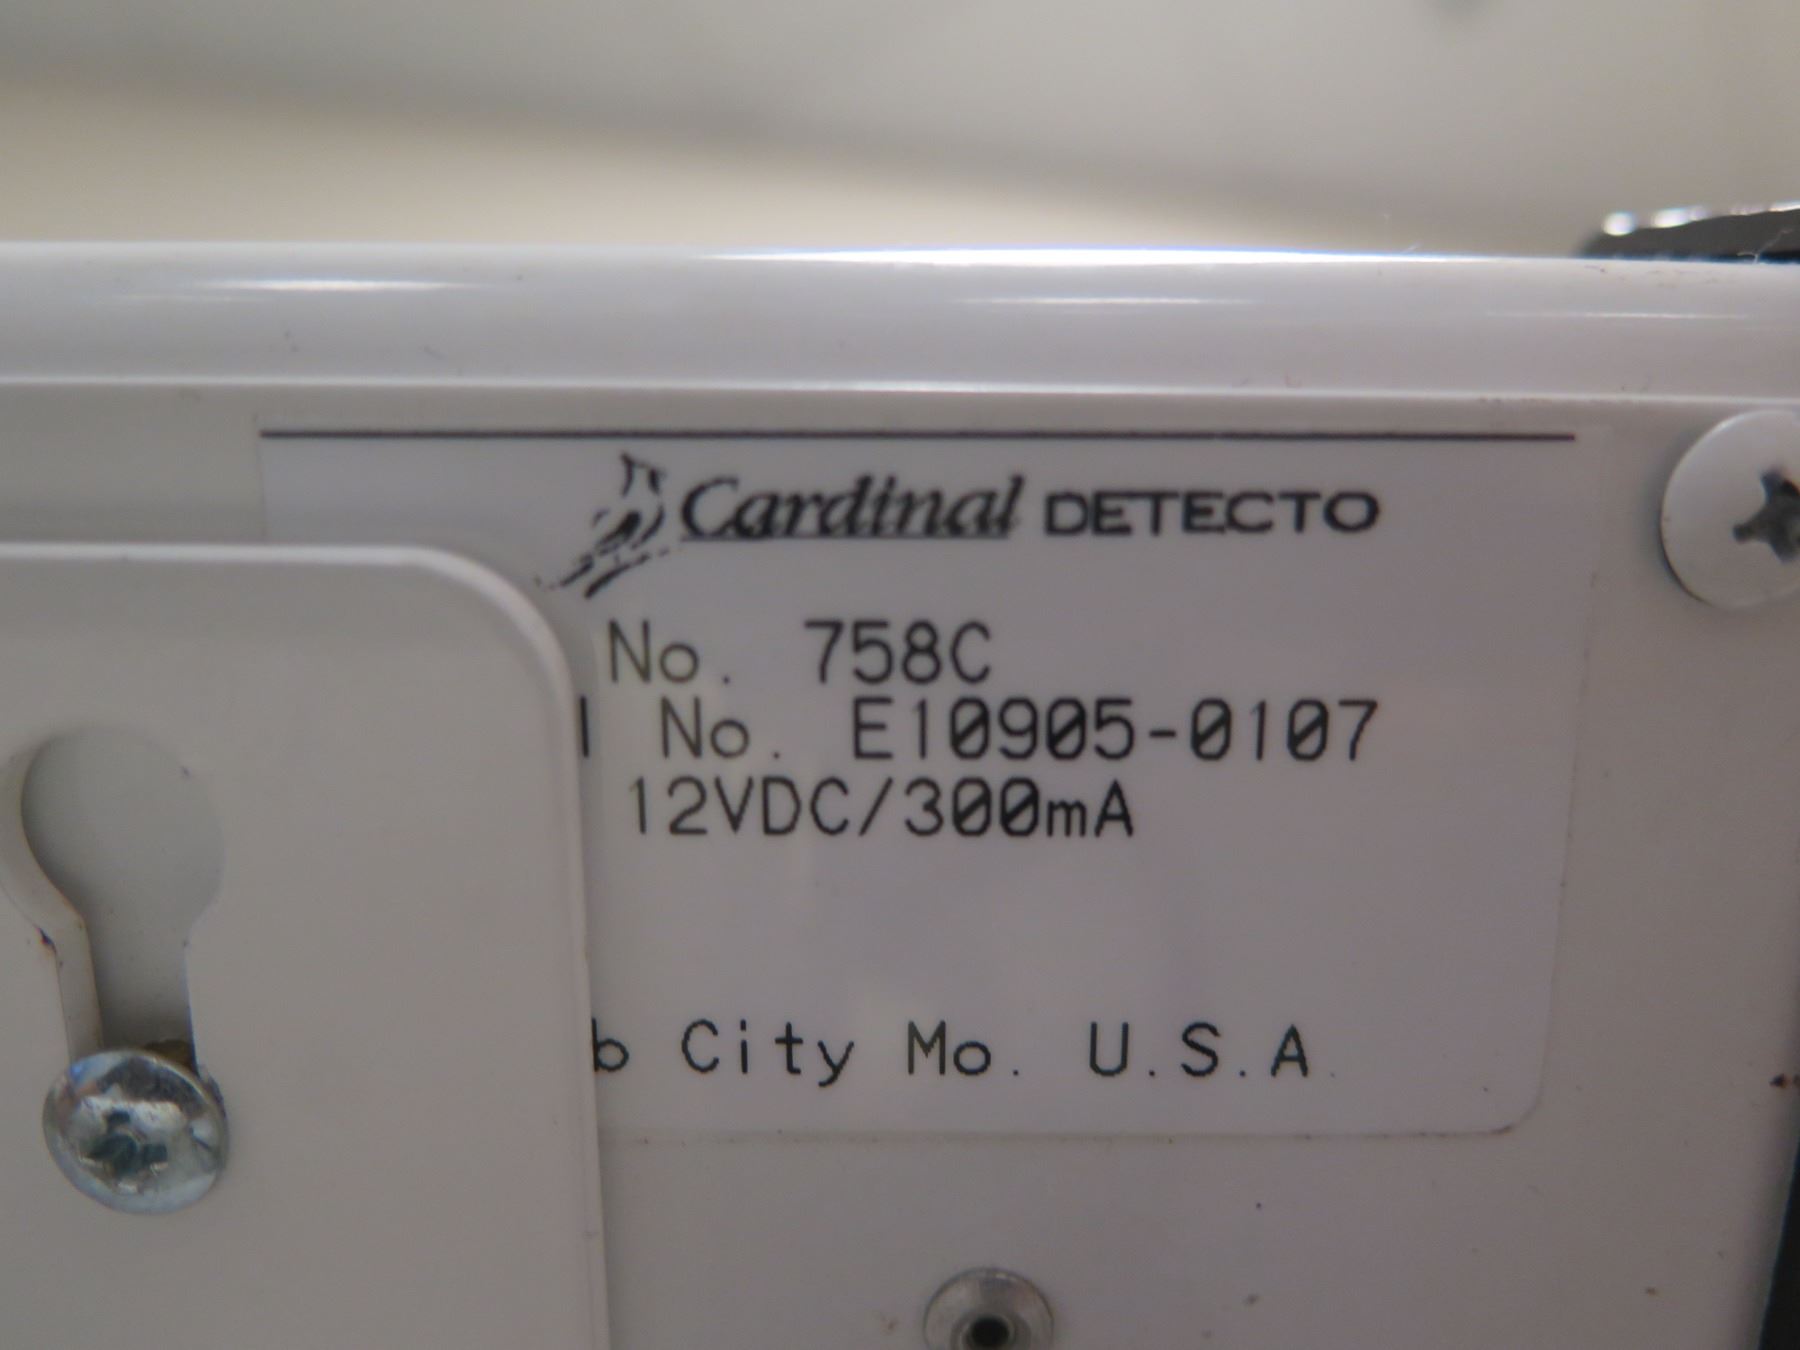 Cardinal DETECTO
No. 758C
l No. E10905-0107
12VDC/300mA
b City Mo. U.S.A.